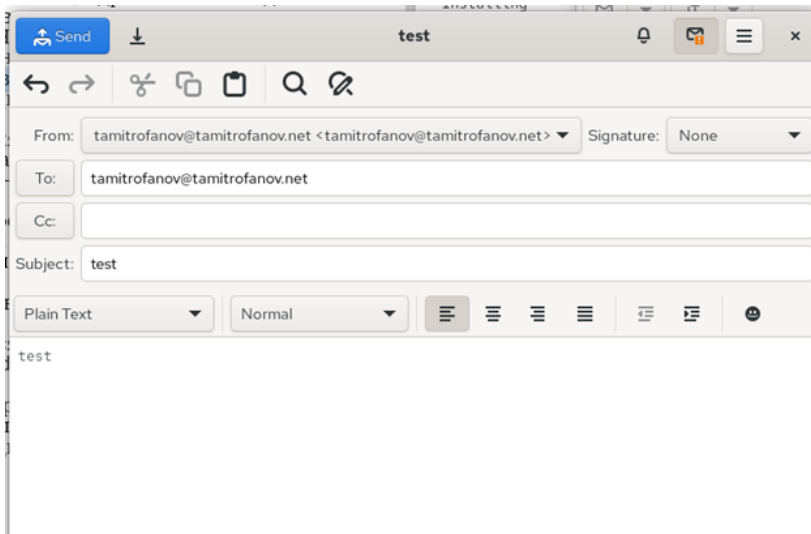 Installing
Send test
From: tamitrofanov@tamitrofanov.net <tamitrofanov@tamitrofanov.net> Signature: None
To: tamitrofanov@tamitrofanov.net
Cc:
Subject: test
Plain Text Normal
test